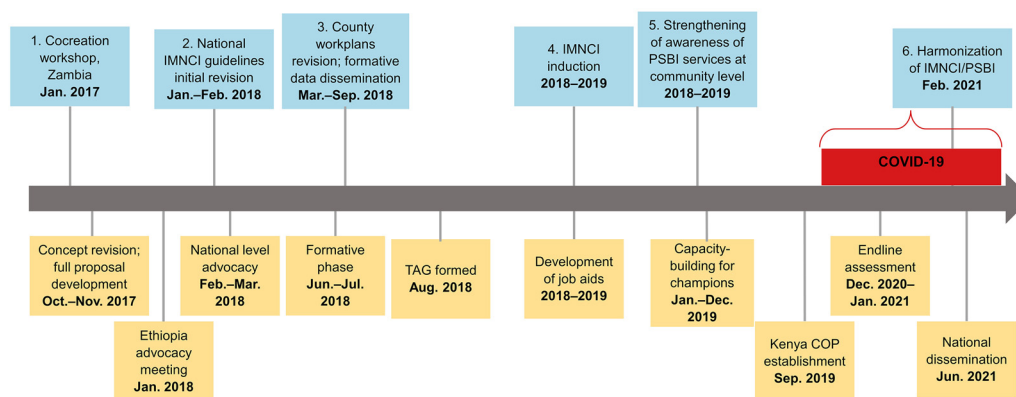 1. Cocreation
workshop,
Zambia
Jan. 2017
2. National
IMNCI guidelines
initial revision
Jan.–Feb. 2018
3. County
workplans
revision; formative
data dissemination
Mar.–Sep. 2018
4. IMNCI
induction
2018–2019
5. Strengthening
of awareness of
PSBI services at
community level
2018–2019
6. Harmonization
of IMNCI/PSBI
Feb. 2021
COVID-19
Concept revision;
full proposal
development
Oct.–Nov. 2017
Ethiopia
advocacy
meeting
Jan. 2018
National level
advocacy
Feb.–Mar.
2018
Formative
phase
Jun.–Jul.
2018
TAG formed
Aug. 2018
Development
of job aids
2018–2019
Capacity-
building for
champions
Jan.–Dec.
2019
Kenya COP
establishment
Sep. 2019
Endline
assessment
Dec. 2020–
Jan. 2021
National
dissemination
Jun. 2021